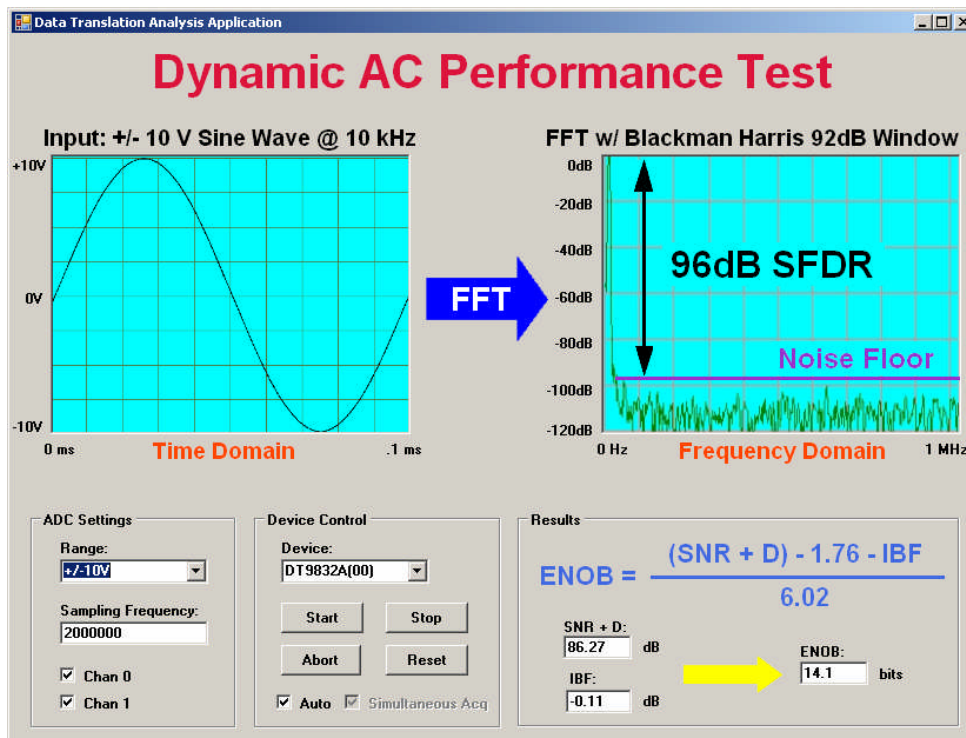 Data Translation Analysis Application
Dynamic AC Performance Test
Input: +/- 10 V Sine Wave @ 10 kHz
+10V
0V
-10V
0 ms
Time Domain
.1 ms
FFT
FFT w/ Blackman Harris 92dB Window
0dB
-20dB
-40dB
-60dB
-80dB
-100dB
-120dB
96dB SFDR
Noise Floor
0 Hz
Frequency Domain
1 MHz
ADC Settings
Range:
+/-10V
Sampling Frequency:
2000000
Chan 0
Chan 1
Device Control
Device:
DT9832A(00)
Start
Stop
Abort
Reset
Auto
Simultaneous Acq
Results
ENOB = (SNR + D) - 1.76 - IBF
6.02
SNR + D:
86.27 dB
IBF:
-0.11 dB
ENOB:
14.1 bits